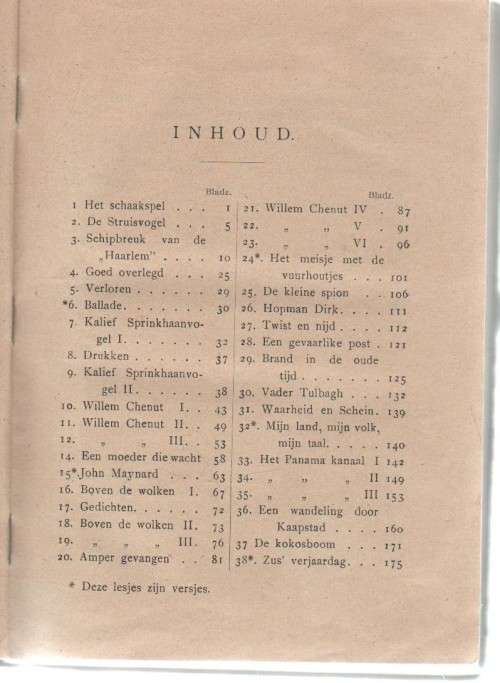 INHOUD.
Bladz.
1 Het schaakspel . . . 1
2. De Struisvogel . . . 5
3. Schipbreuk van de
„Haarlem” . . . . 10
4. Goed overlegd . . . 25
5. Verloren . . . . . . 29
*6. Ballade. . . . . . . 30
7. Kalief Sprinkhaanvo-
gel I. . . . . . . . 32
8. Drukken . . . . . . 37
9. Kalief Sprinkhaanvo-
gel II . . . . . . . 38
10. Willem Chenut I. . 43
11. Willem Chenut II. . 49
12. „ „ III. . 53
14. Een moeder die wacht 58
15*. John Maynard . . . 63
16. Boven de wolken I. 67
17. Gedichten. . . . . . 72
18. Boven de wolken II. 73
19. „ „ „ III. 76
20. Amper gevangen . . 81
* Deze lesjes zijn versjes.
Bladz.
21. Willem Chenut IV . 87
22. „ „ V . 91
23. „ „ VI . 96
24*. Het meisje met de
vuurhoutjes . . . 101
25. De kleine spion . . 106
26. Hopman Dirk. . . . 111
27. Twist en nijd . . . 112
28. Een gevaarlike post . 121
29. Brand in de oude
tijd . . . . . . . 125
30. Vader Tulbagh . . . 132
31. Waarheid en Schein. 139
32*. Mijn land, mijn volk,
mijn taal. . . . . 140
33. Het Panama kanaal I 142
34. „ „ „ II 149
35. „ „ „ III 153
36. Een wandeling door
Kaapstad . . . . 160
37 De kokosboom . . . 171
38*. Zus’ verjaardag. . . 175